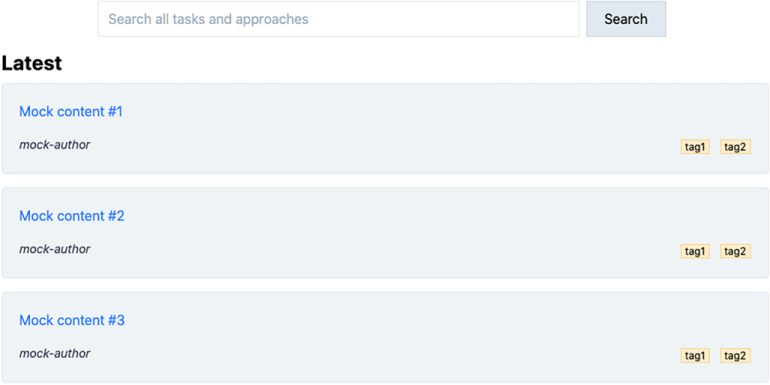 Search all tasks and approaches Search
Latest
Mock content #1
mock-author tag1 tag2
Mock content #2
mock-author tag1 tag2
Mock content #3
mock-author tag1 tag2